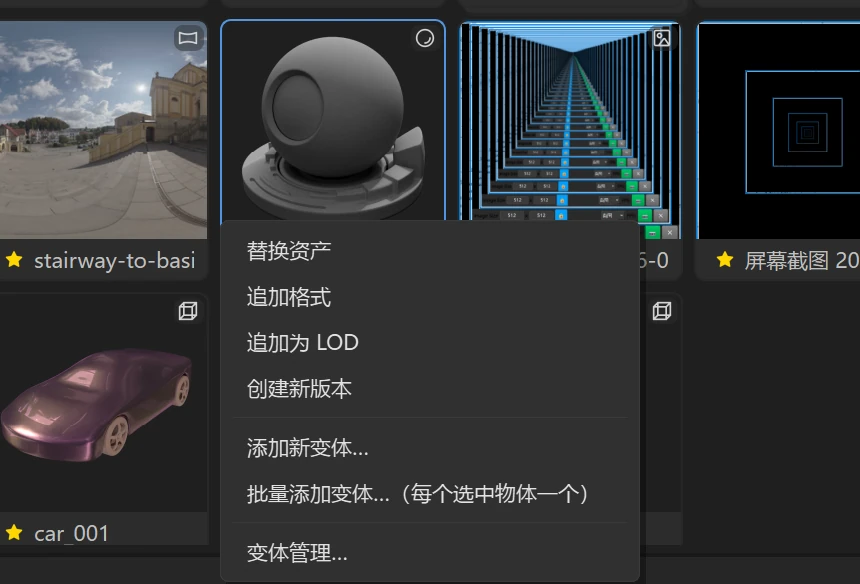 stairway-to-basi
6-0
屏幕截图 20
替换资产
追加格式
追加为 LOD
创建新版本
添加新变体...
批量添加变体...（每个选中物体一个）
变体管理...
car_001